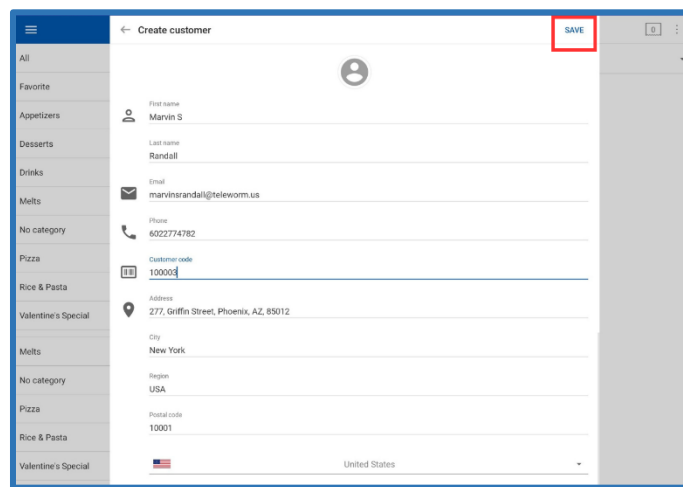 Create customer
SAVE
0
All
Favorite
Appetizers
Desserts
Drinks
Melts
No category
Pizza
Rice & Pasta
Valentine's Special
Melts
No category
Pizza
Rice & Pasta
Valentine's Special
First name
Marvin S
Last name
Randall
Email
marvinsrandall@teleworm.us
Phone
6022774782
Customer code
100003
Address
277, Griffin Street, Phoenix, AZ, 85012
City
New York
Region
USA
Postal code
10001
United States